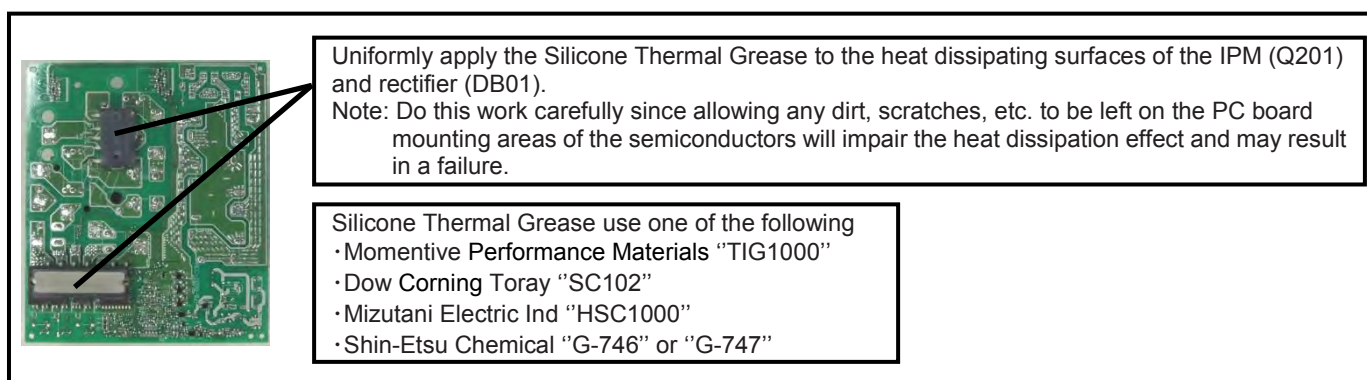 Uniformly apply the Silicone Thermal Grease to the heat dissipating surfaces of the IPM (Q201)
and rectifier (DB01).
Note: Do this work carefully since allowing any dirt, scratches, etc. to be left on the PC board
mounting areas of the semiconductors will impair the heat dissipation effect and may result
in a failure.
Silicone Thermal Grease use one of the following
・Momentive Performance Materials ‘’TIG1000’’
・Dow Corning Toray ‘’SC102’’
・Mizutani Electric Ind ‘’HSC1000’’
・Shin-Etsu Chemical ‘’G-746’’ or ‘’G-747’’